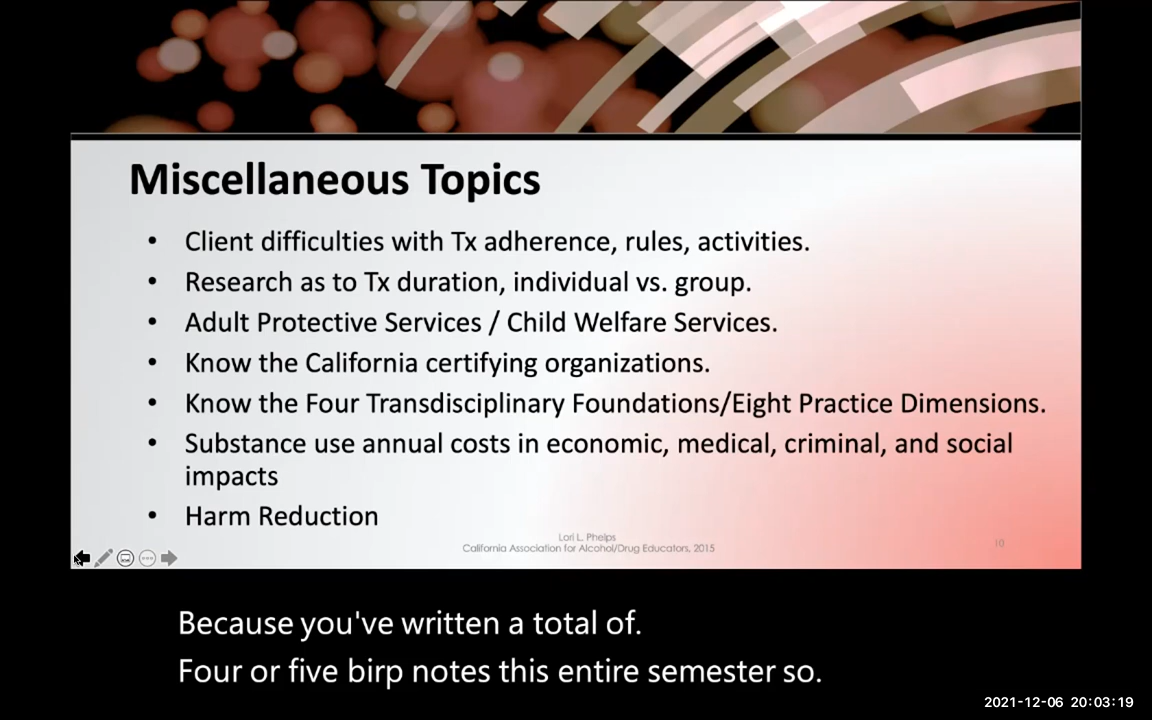 Miscellaneous Topics
• Client difficulties with Tx adherence, rules, activities.
• Research as to Tx duration, individual vs. group.
• Adult Protective Services / Child Welfare Services.
• Know the California certifying organizations.
• Know the Four Transdisciplinary Foundations/Eight Practice Dimensions.
• Substance use annual costs in economic, medical, criminal, and social
impacts
• Harm Reduction
Lori L. Phelps
California Association for Alcohol/Drug Educators, 2015
10
Because you've written a total of.
Four or five birp notes this entire semester so.
2021-12-06 20:03:19